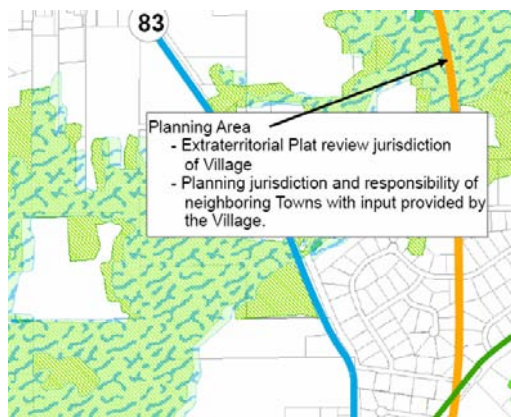 83
Planning Area
- Extraterritorial Plat review jurisdiction
of Village
- Planning jurisdiction and responsibility of
neighboring Towns with input provided by
the Village.